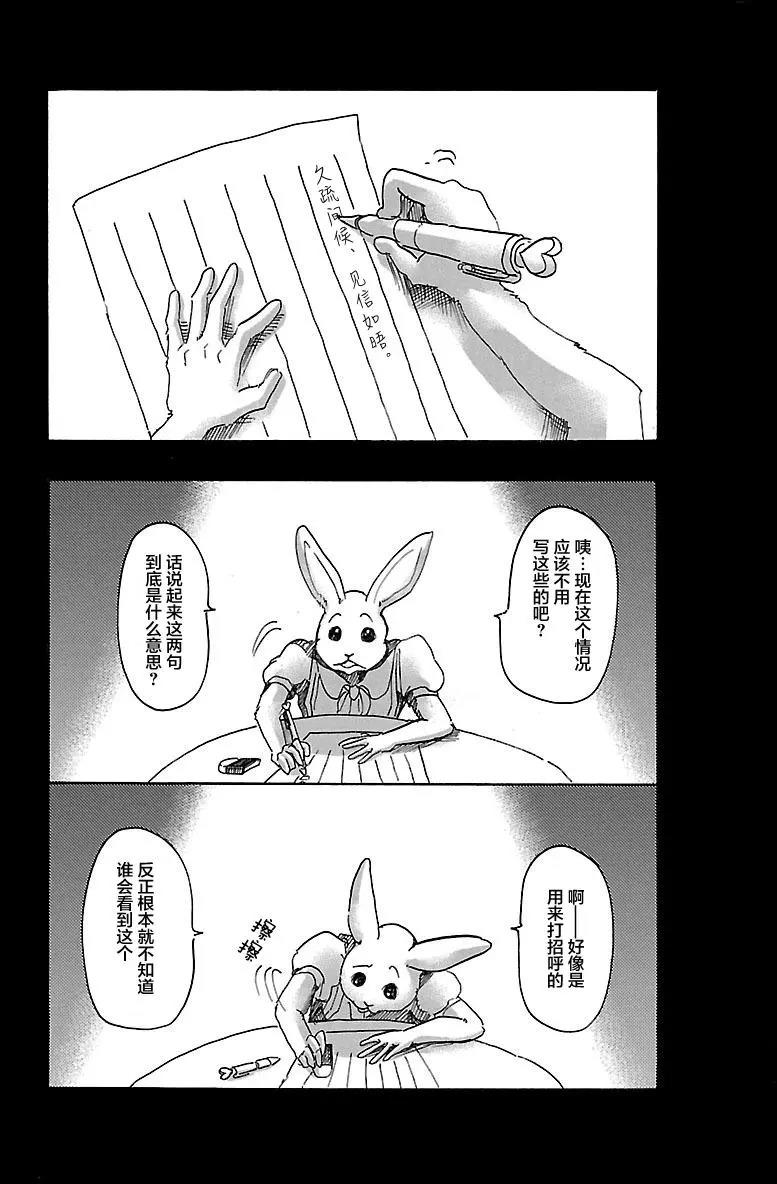 久疏问候、见信如晤。
咦…现在这个情况
应该不用
写这些的吧？
话说起来这两句
到底是什么意思？
啊——好像是
用来打招呼的
擦擦
擦擦
反正根本就不知道
谁会看到这个